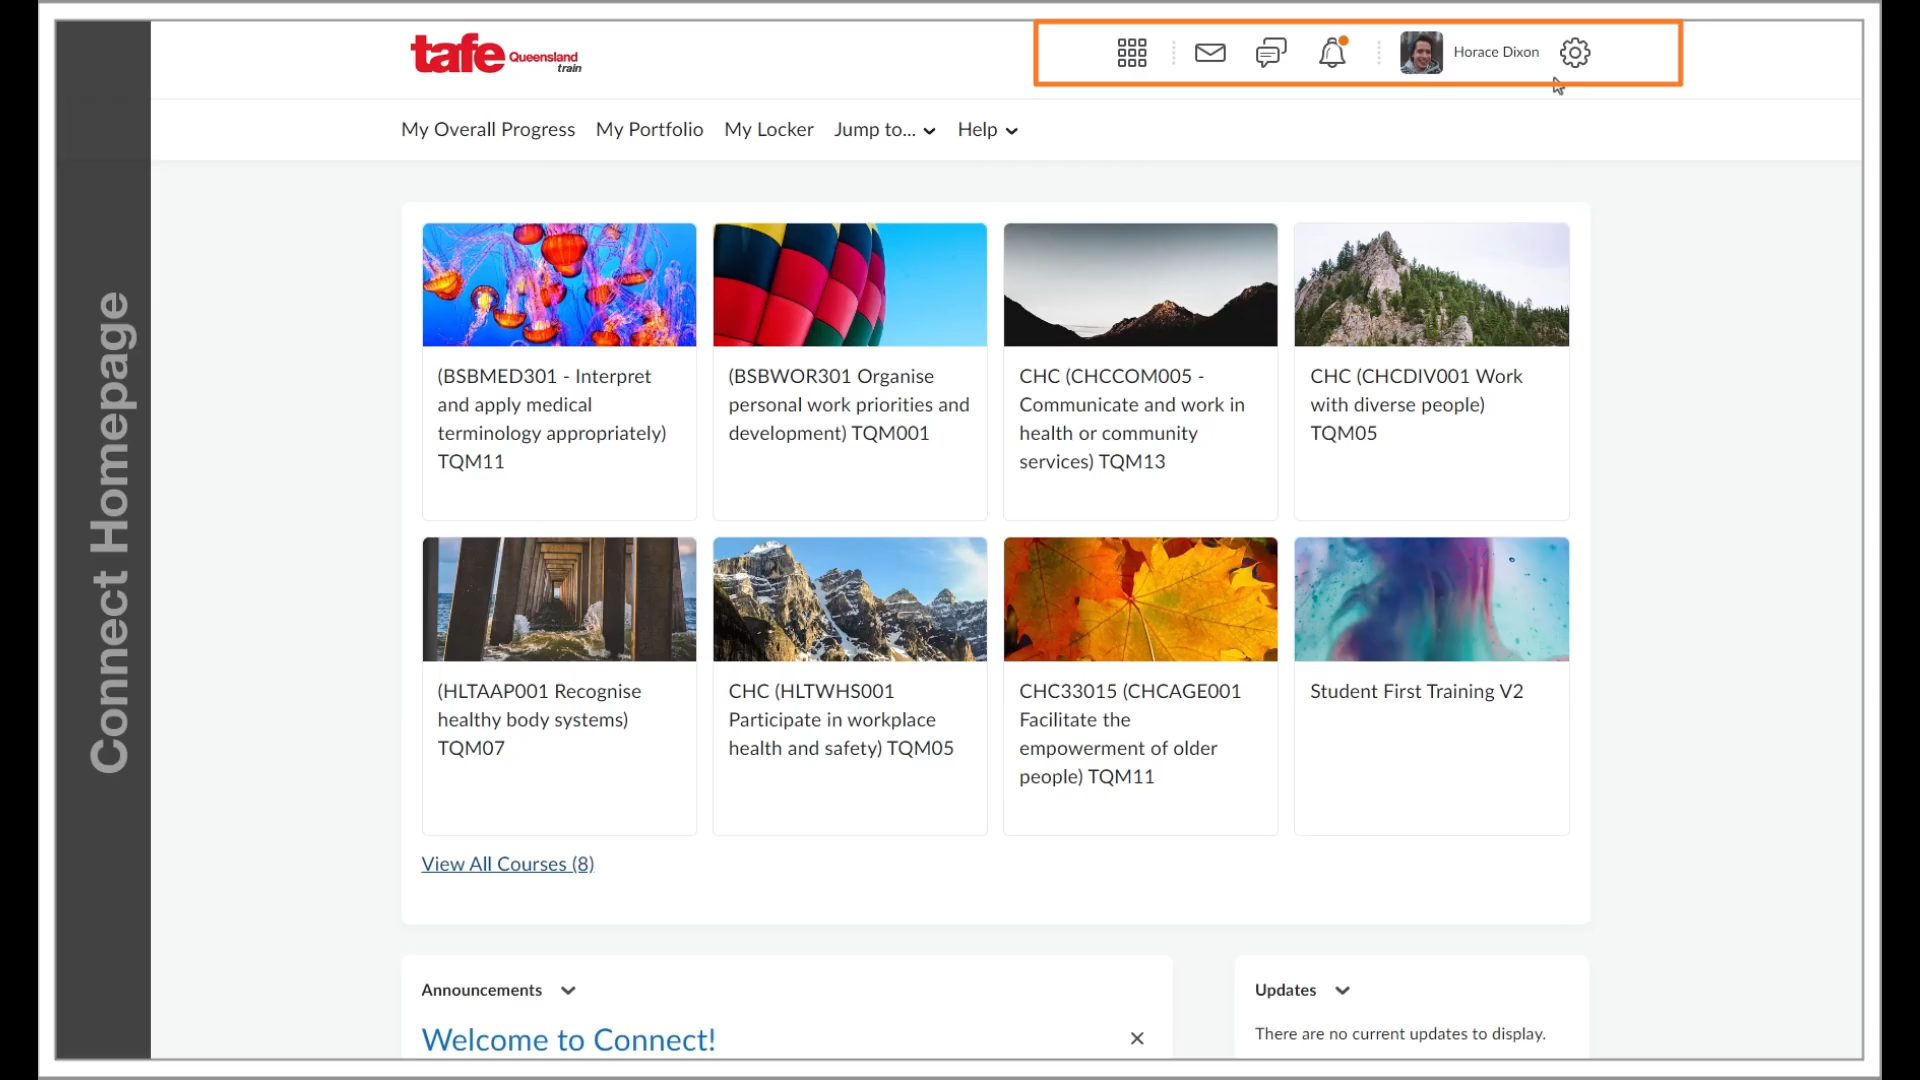 Connect Homepage
tafe Queensland
train
Horace Dixon
My Overall Progress My Portfolio My Locker Jump to... Help
(BSBMED301 - Interpret
and apply medical
terminology appropriately)
TQM11
(BSBWOR301 Organise
personal work priorities and
development) TQM001
CHC (CHCCOM005 -
Communicate and work in
health or community
services) TQM13
CHC (CHCDIV001 Work
with diverse people)
TQM05
(HLTAAP001 Recognise
healthy body systems)
TQM07
CHC (HLTWHS001
Participate in workplace
health and safety) TQM05
CHC33015 (CHCAGE001
Facilitate the
empowerment of older
people) TQM11
Student First Training V2
View All Courses (8)
Announcements
Welcome to Connect!
Updates
There are no current updates to display.